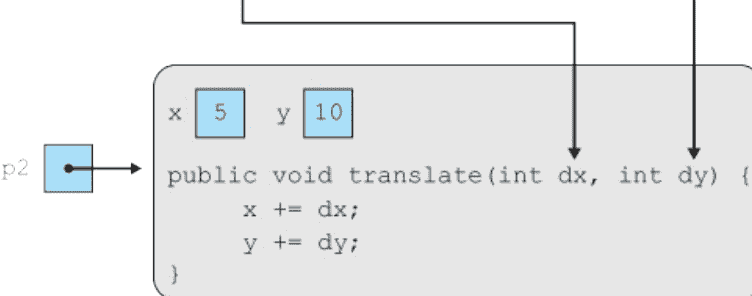 x 5 y 10
p2
public void translate(int dx, int dy) {
x += dx;
y += dy;
}